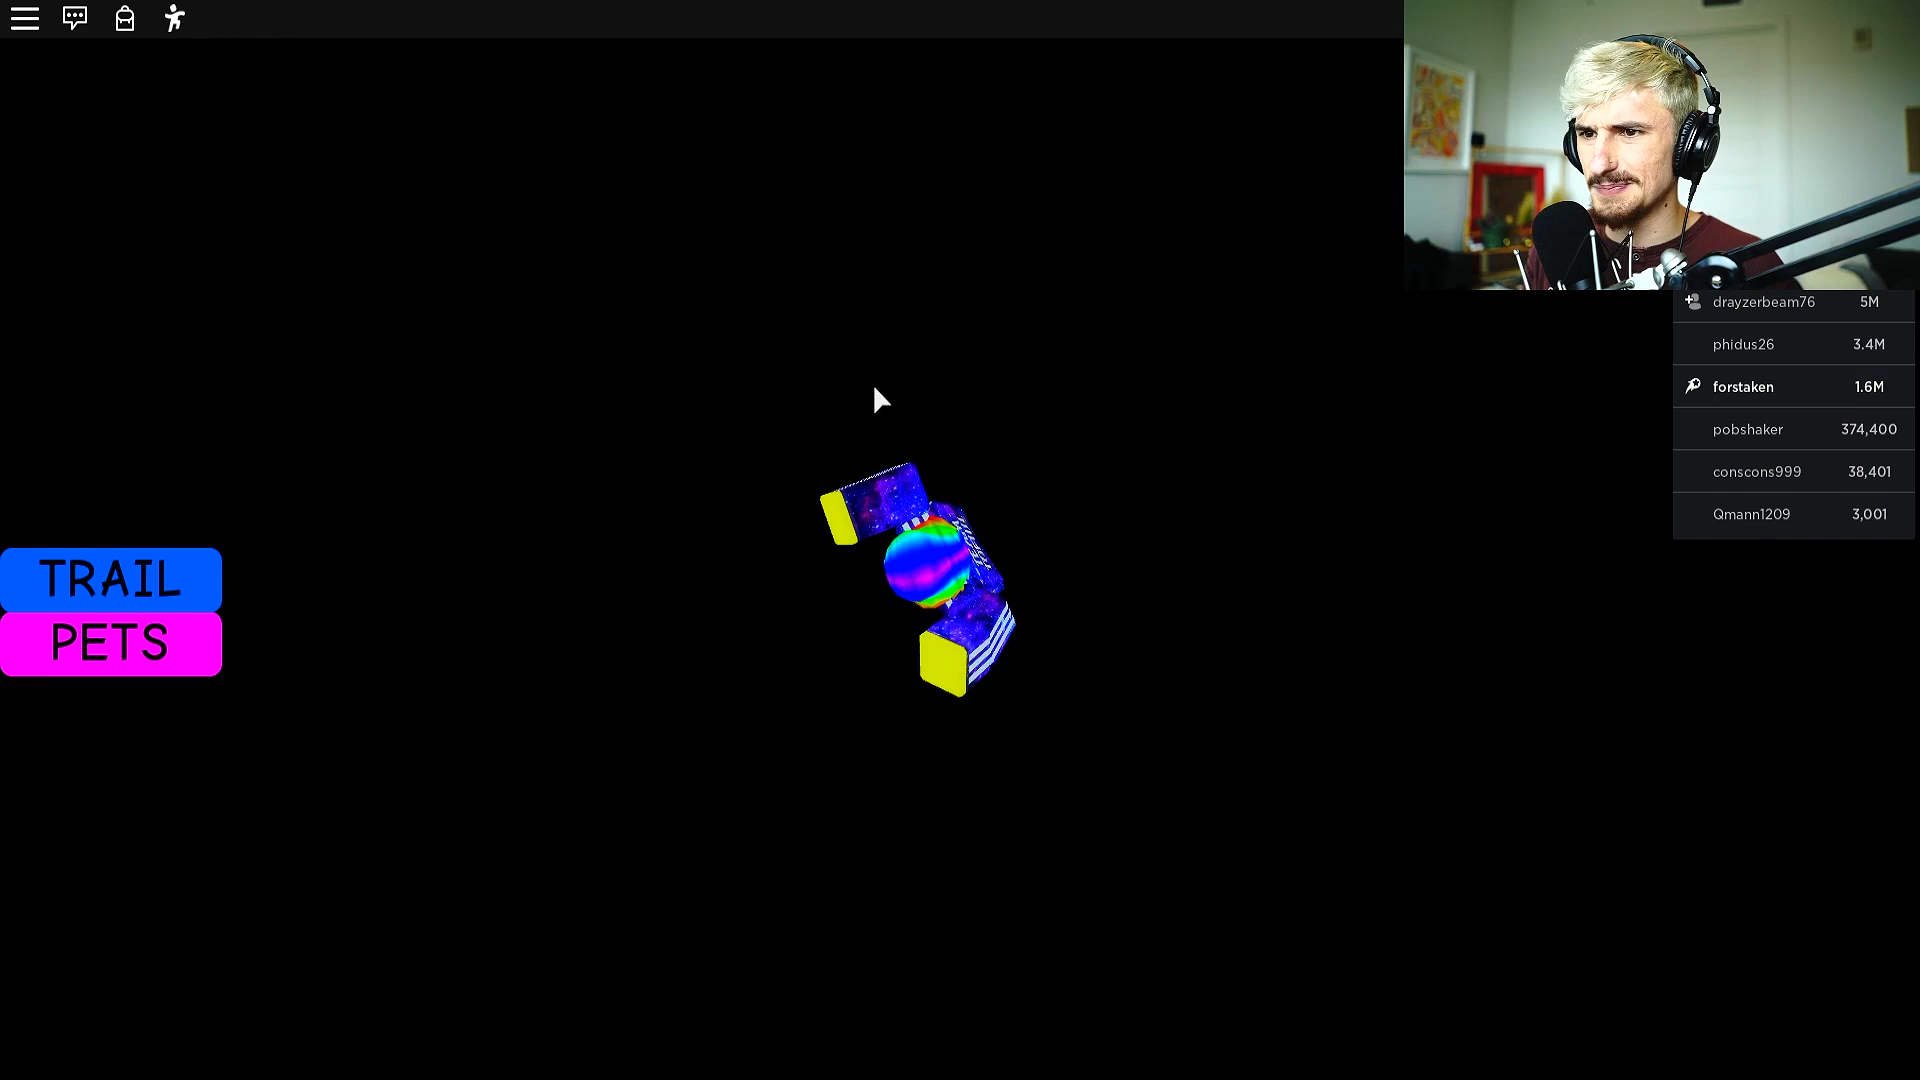 drayzerbeam76 5M
phidus26 3.4M
forstaken 1.6M
pobshaker 374,400
conscons999 38,401
Qmann1209 3,001
TRAIL
PETS